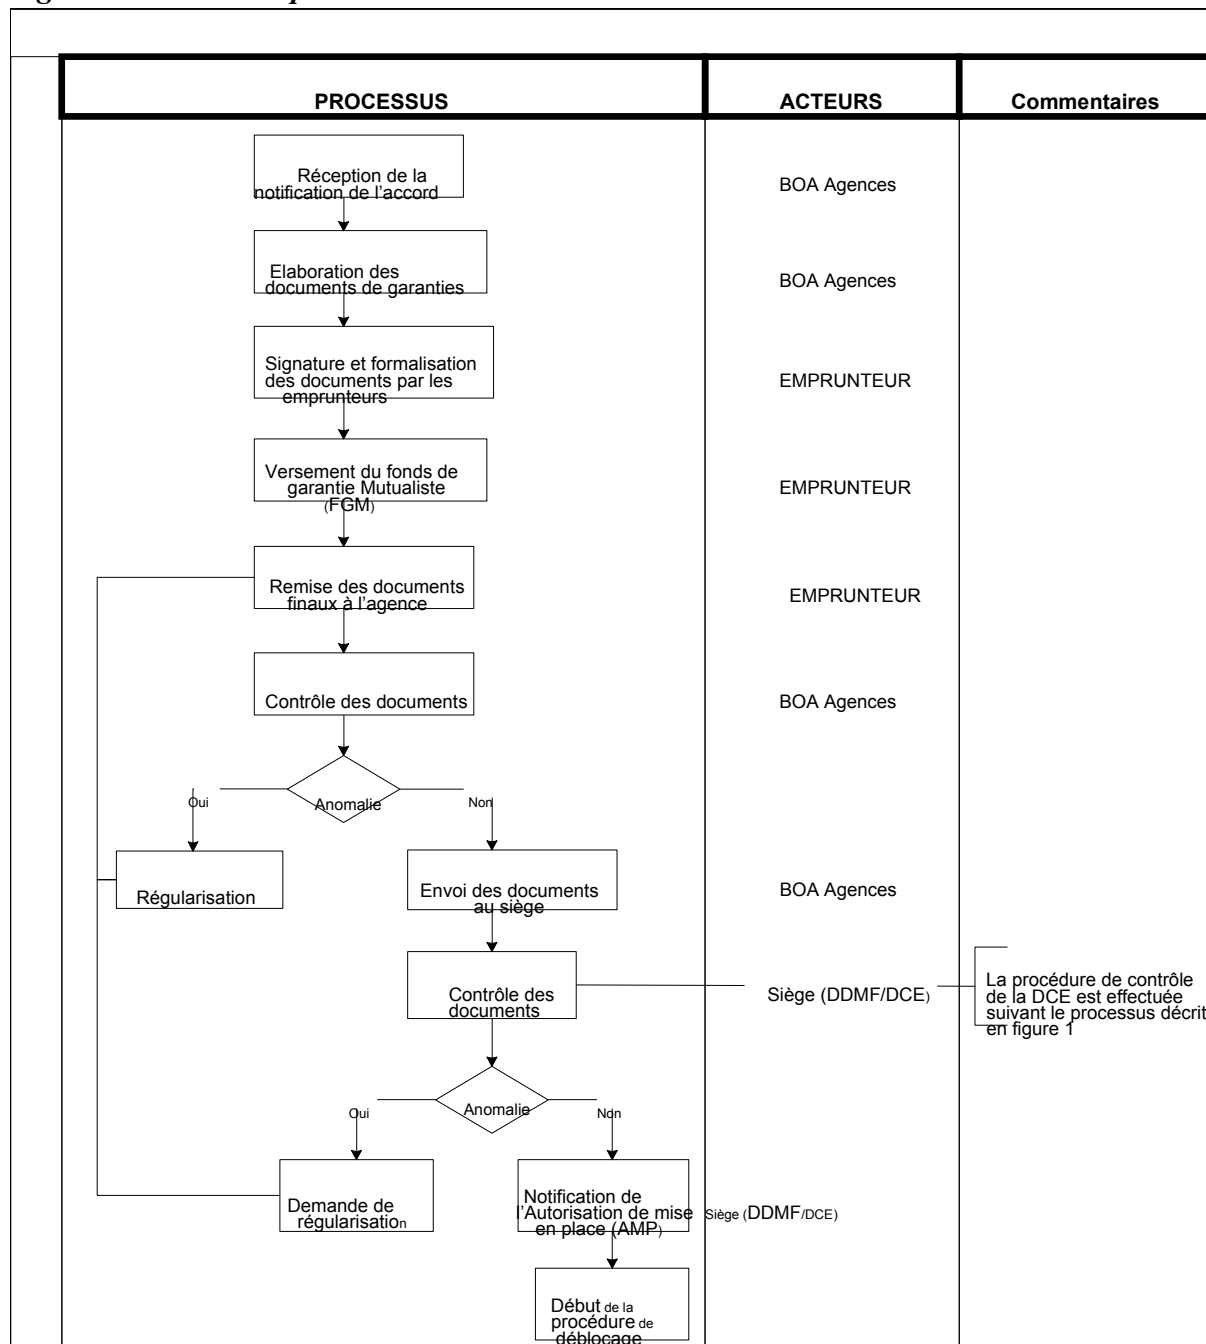 PROCESSUS
ACTEURS
Commentaires
Réception de la
notification de l'accord
BOA Agences
Elaboration des
documents de garanties
BOA Agences
Signature et formalisation
des documents par les
emprunteurs
EMPRUNTEUR
Versement du fonds de
garantie Mutualiste
(FGM)
EMPRUNTEUR
Remise des documents
finaux à l'agence
EMPRUNTEUR
Contrôle des documents
BOA Agences
Oui
Anomalie
Non
Régularisation
Envoi des documents
au siège
BOA Agences
Contrôle des
documents
Siège (DDMF/DCE)
La procédure de contrôle
de la DCE est effectuée
suivant le processus décrit
en figure 1
Oui
Anomalie
Non
Demande de
régularisation
Notification de
l'Autorisation de mise
en place (AMP)
Siège (DDMF/DCE)
Début de la
procédure de
déblocage